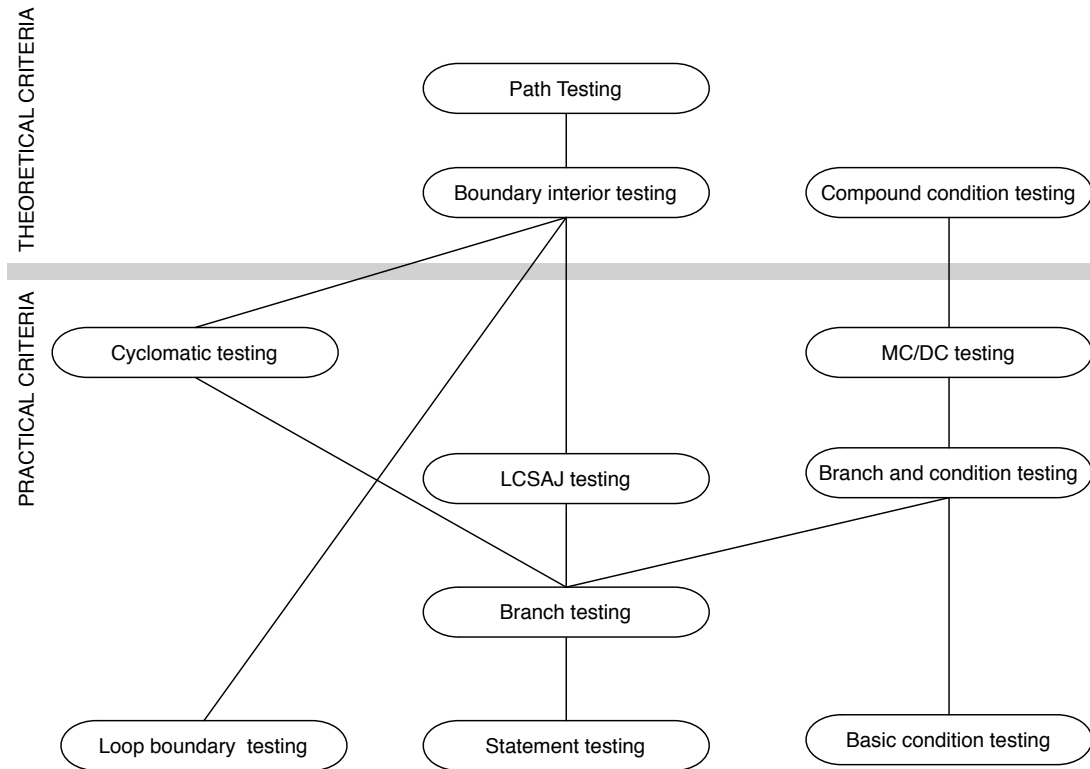 THEORETICAL CRITERIA
Path Testing
Boundary interior testing
Compound condition testing
PRACTICAL CRITERIA
Cyclomatic testing
MC/DC testing
LCSAJ testing
Branch and condition testing
Branch testing
Loop boundary testing
Statement testing
Basic condition testing